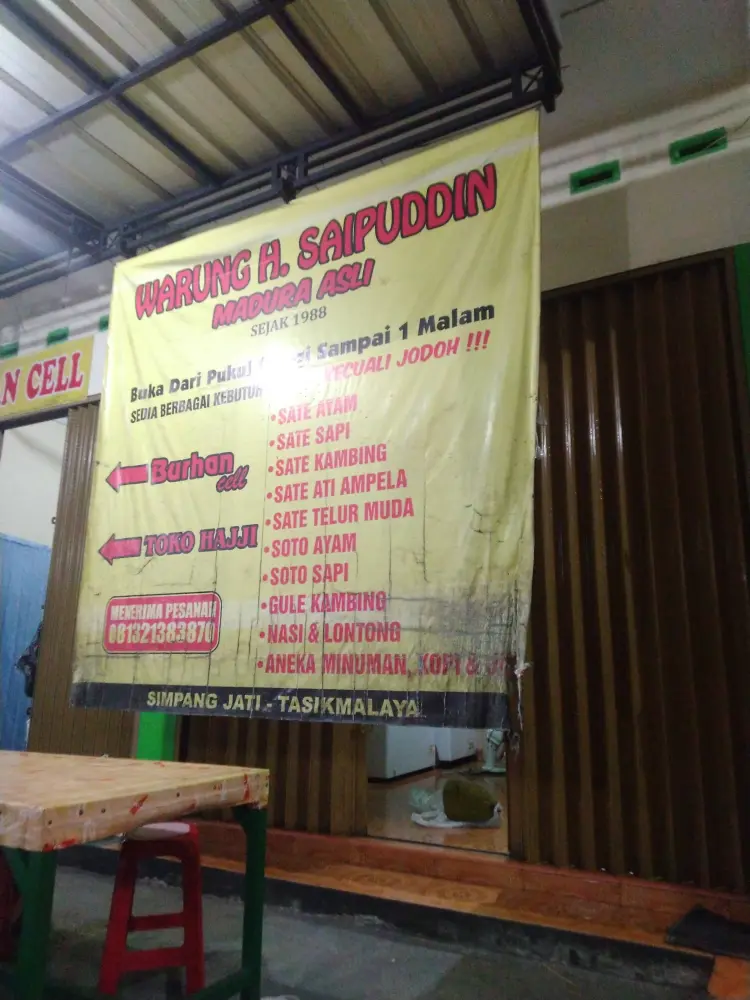 WARUNG H. SAIPUDDIN
MADURA ASLI
SEJAK 1988
Buka Dari Pukul Sampai 1 Malam
SEDIA BERBAGAI KECUALI JODOH !!!
N CELL
Burhan
cell
TOKO HAJJI
MENERIMA PESANAN
081321383870
•SATE AYAM
•SATE SAPI
•SATE KAMBING
•SATE ATI AMPELA
•SATE TELUR MUDA
•SOTO AYAM
•SOTO SAPI
•GULE KAMBING
•NASI & LONTONG
•ANEKA MINUMAN, KOPI &
SIMPANG JATI - TASIKMALAYA